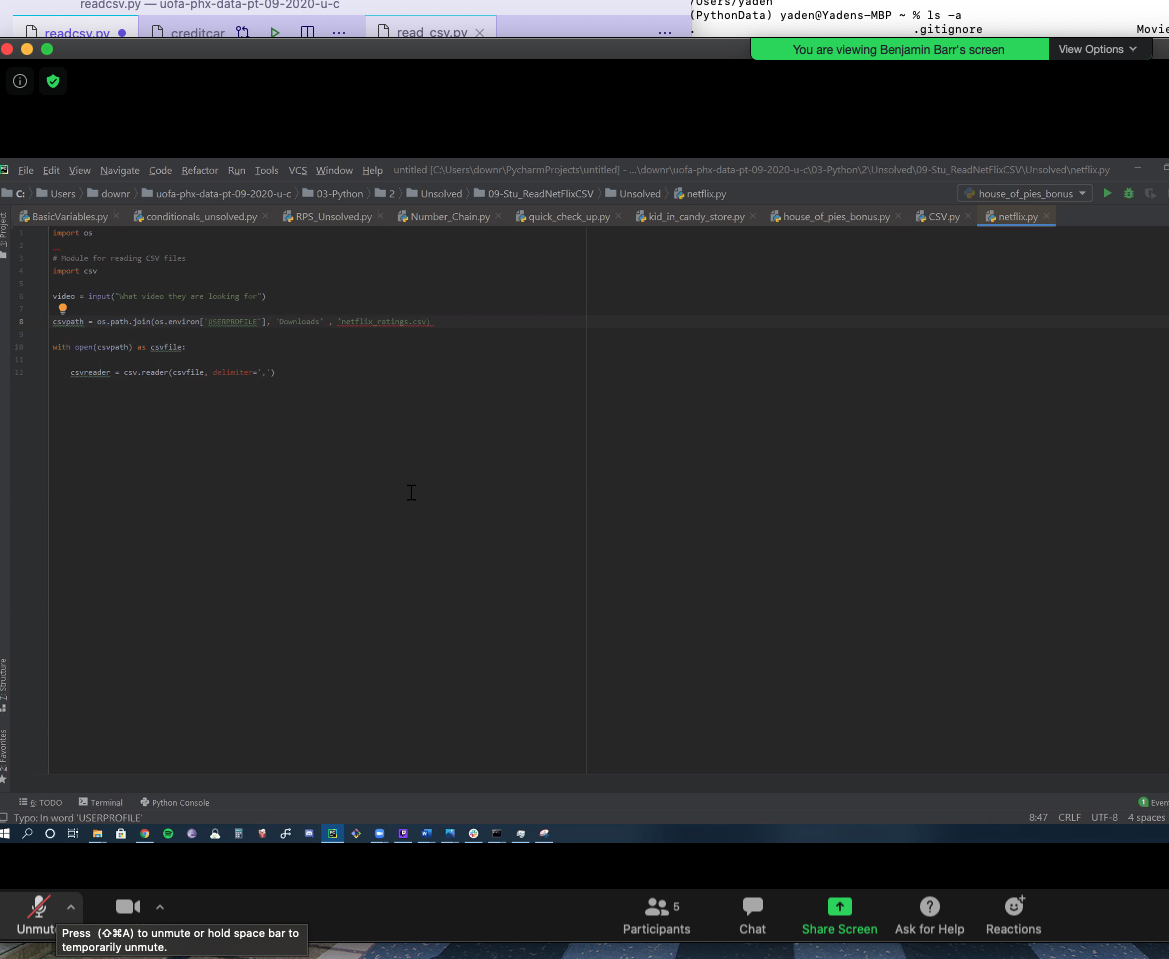 readcsv.py — uofa-phx-data-pt-09-2020-u-c
/Users/yaden
(PythonData) yaden@Yadens-MBP ~ % ls -a
readcsv.py
creditcar
read_csv.py
.
.gitignore
Movie
You are viewing Benjamin Barr's screen
View Options
File Edit View Navigate Code Refactor Run Tools VCS Window Help untitled [C:\Users\downr\PycharmProjects\untitled] - ...\downr\uofa-phx-data-pt-09-2020-u-c\03-Python\2\Unsolved\09-Stu_ReadNetFlixCSV\Unsolved\netflix.py
C: Users downr uofa-phx-data-pt-09-2020-u-c 03-Python 2 Unsolved 09-Stu_ReadNetFlixCSV Unsolved netflix.py
house_of_pies_bonus
BasicVariables.py conditionals_unsolved.py RPS_Unsolved.py Number_Chain.py quick_check_up.py kid_in_candy_store.py house_of_pies_bonus.py CSV.py netflix.py
1: Project
1 import os
2
3 # Module for reading CSV files
4 import csv
5
6 video = input("What video they are looking for")
7
8 csvpath = os.path.join(os.environ['USERPROFILE'], 'Downloads' , 'netflix_ratings.csv)
9
10 with open(csvpath) as csvfile:
11
12 csvreader = csv.reader(csvfile, delimiter=',')
7: Structure
2: Favorites
6: TODO Terminal Python Console
1 Even
Typo: In word 'USERPROFILE'
8:47 CRLF UTF-8 4 spaces
5
Unmute
Participants
Chat
Share Screen
Ask for Help
Reactions
Press (⇧⌘A) to unmute or hold space bar to
temporarily unmute.